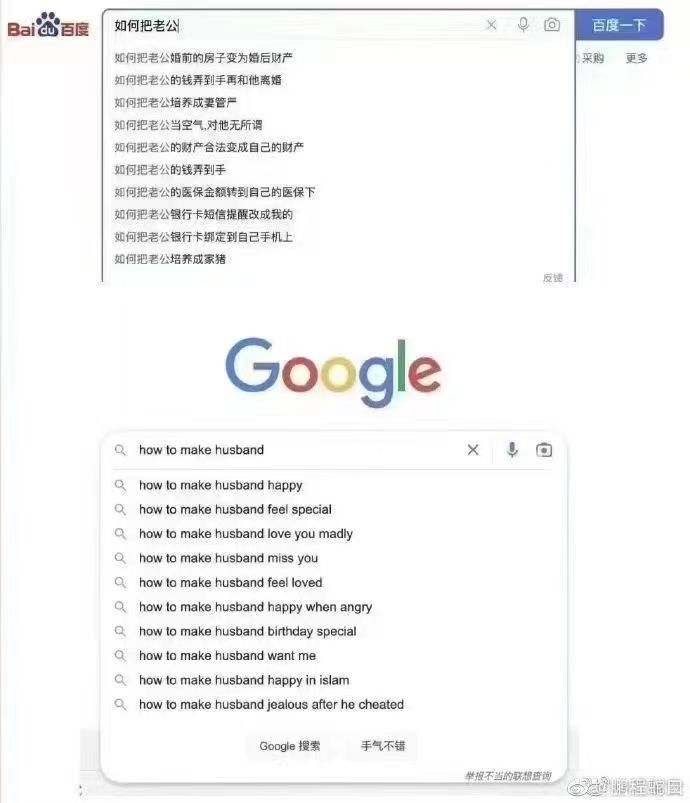 Bai du 百度
如何把老公
百度一下
采购 更多
如何把老公婚前的房子变为婚后财产
如何把老公的钱弄到手再和他离婚
如何把老公培养成妻管严
如何把老公当空气,对他无所谓
如何把老公的财产合法变成自己的财产
如何把老公的钱弄到手
如何把老公的医保金额转到自己的医保下
如何把老公银行卡短信提醒改成我的
如何把老公银行卡绑定到自己手机上
如何把老公培养成家猪
反馈
Google
how to make husband
how to make husband happy
how to make husband feel special
how to make husband love you madly
how to make husband miss you
how to make husband feel loved
how to make husband happy when angry
how to make husband birthday special
how to make husband want me
how to make husband happy in islam
how to make husband jealous after he cheated
Google 搜索 手气不错
举报不当的联想查询